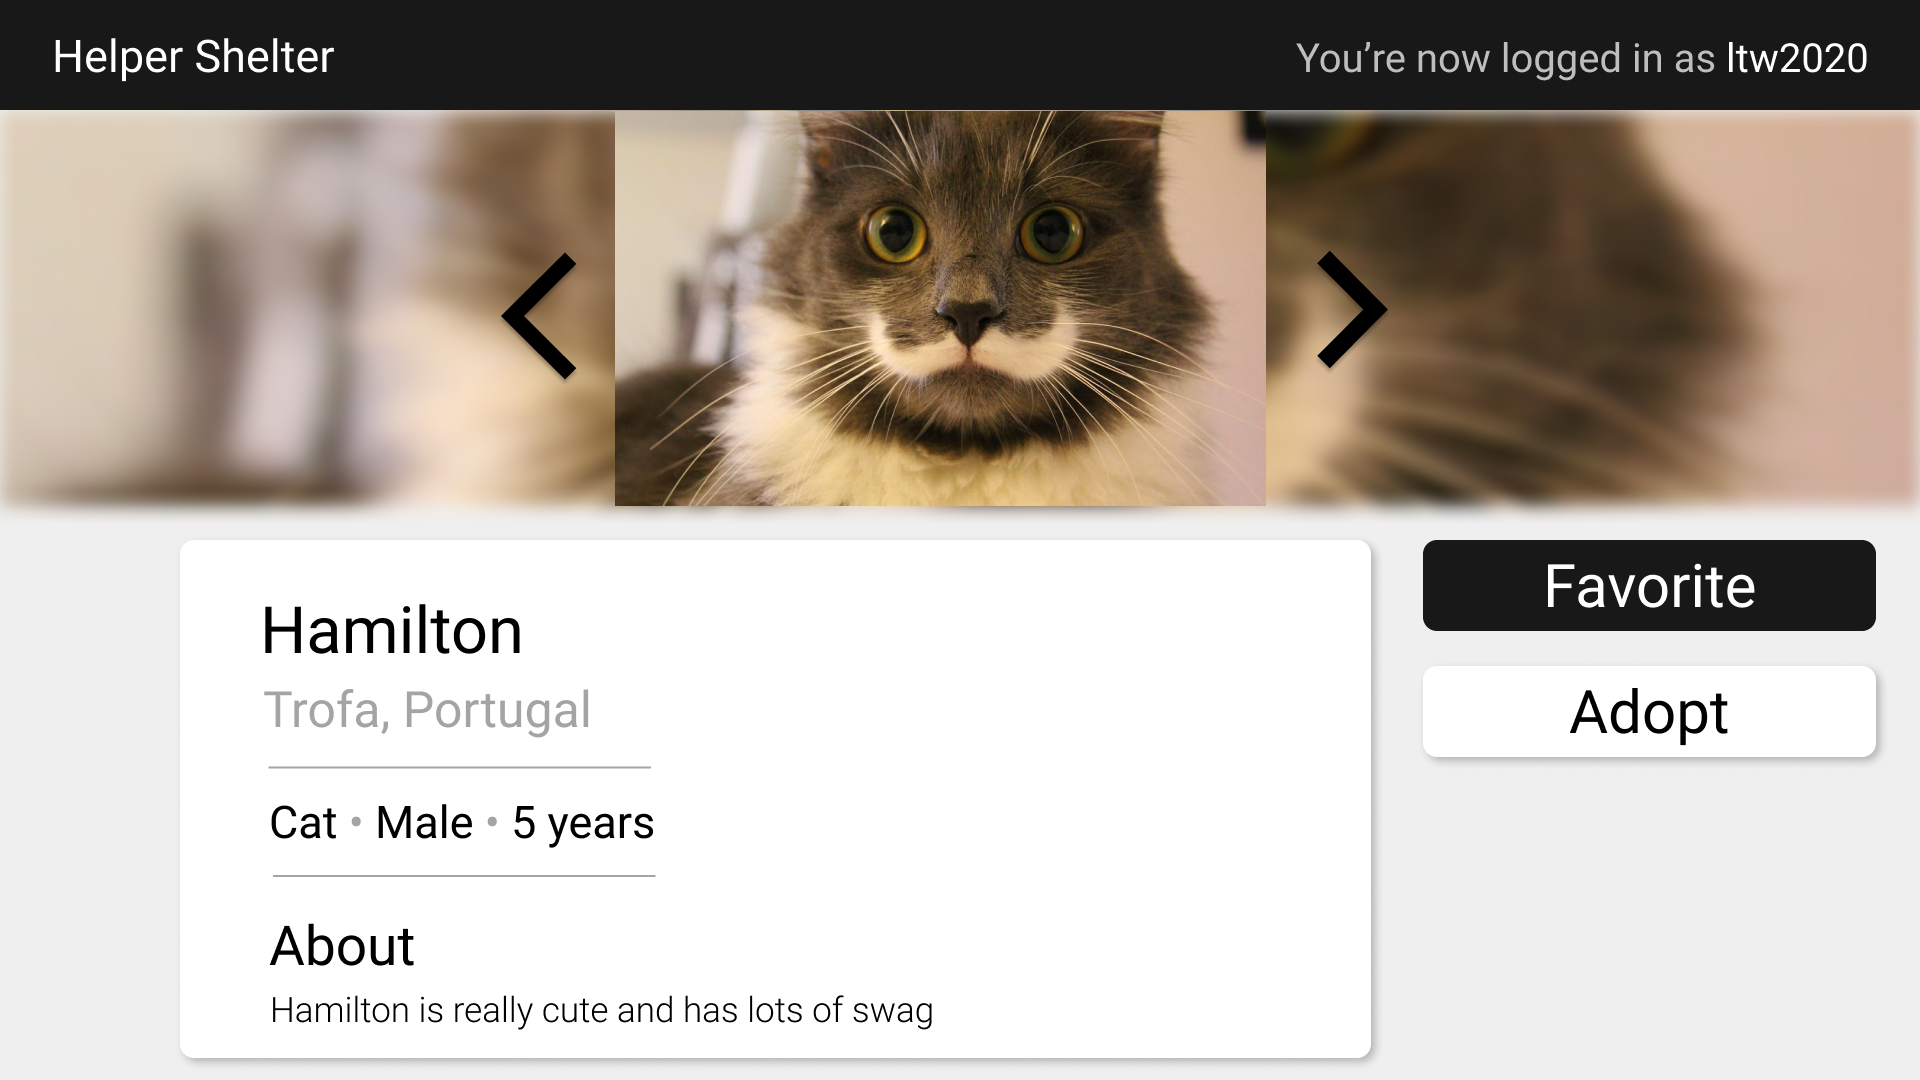 Helper Shelter
You’re now logged in as ltw2020
Hamilton
Favorite
Trofa, Portugal
Adopt
Cat • Male • 5 years
About
Hamilton is really cute and has lots of swag